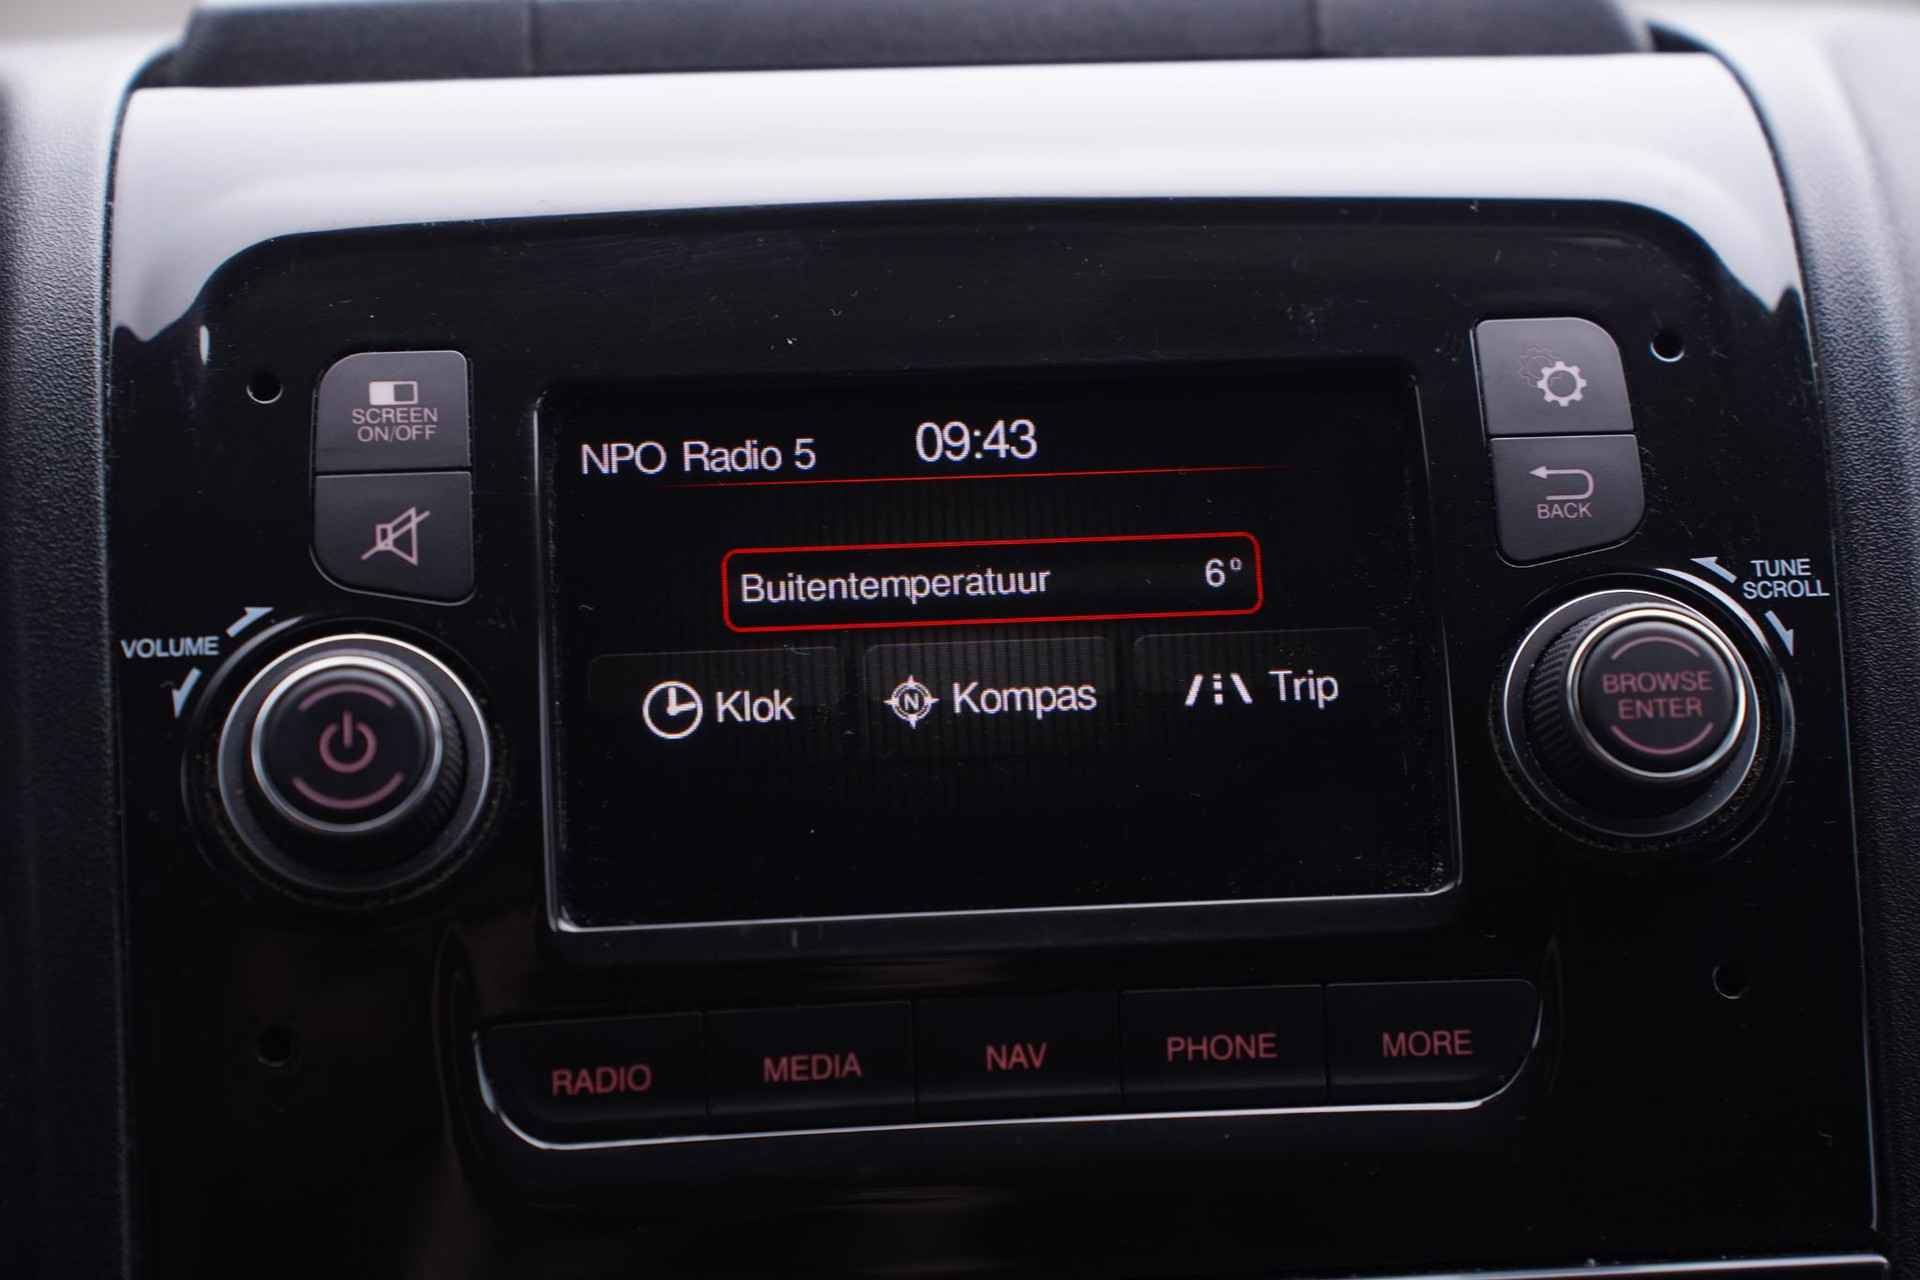 SCREEN
ON/OFF
NPO Radio 5 09:43
BACK
Buitentemperatuur 6°
TUNE
SCROLL
VOLUME
Klok
N Kompas
Trip
BROWSE
ENTER
RADIO MEDIA NAV PHONE MORE